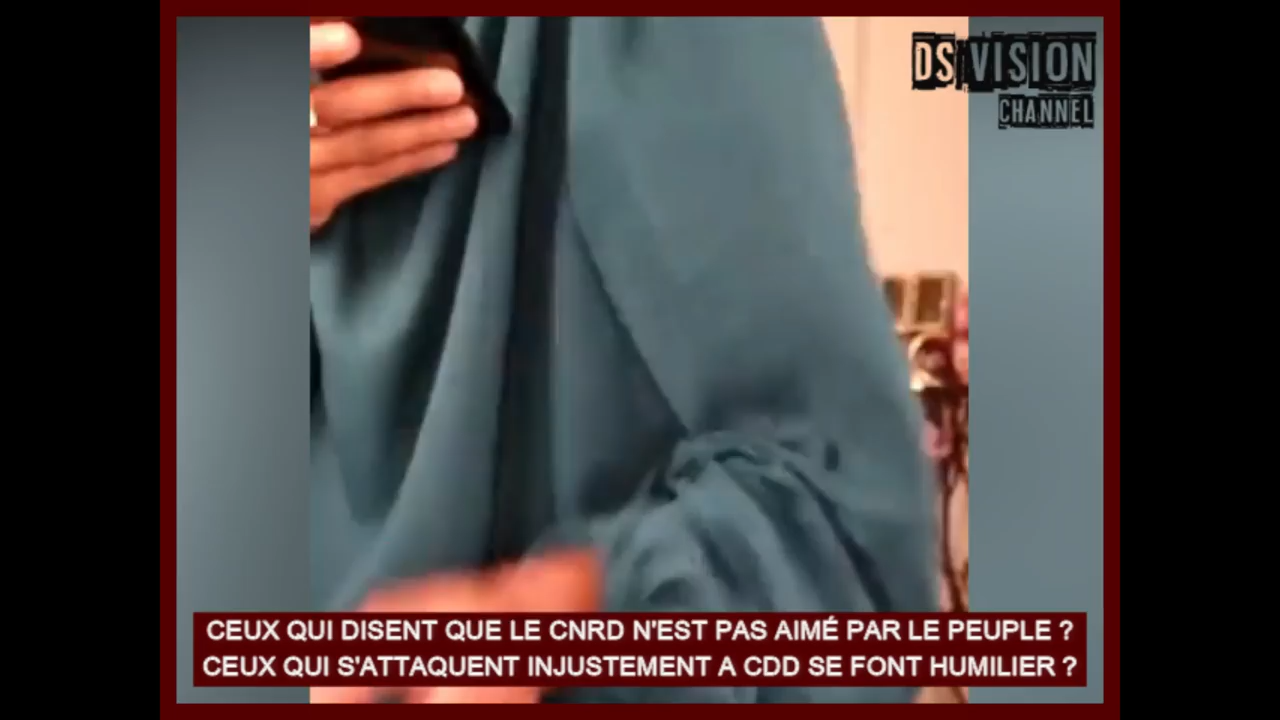 DS VISION
CHANNEL
CEUX QUI DISENT QUE LE CNRD N'EST PAS AIMÉ PAR LE PEUPLE ?
CEUX QUI S'ATTAQUENT INJUSTEMENT A CDD SE FONT HUMILIER ?